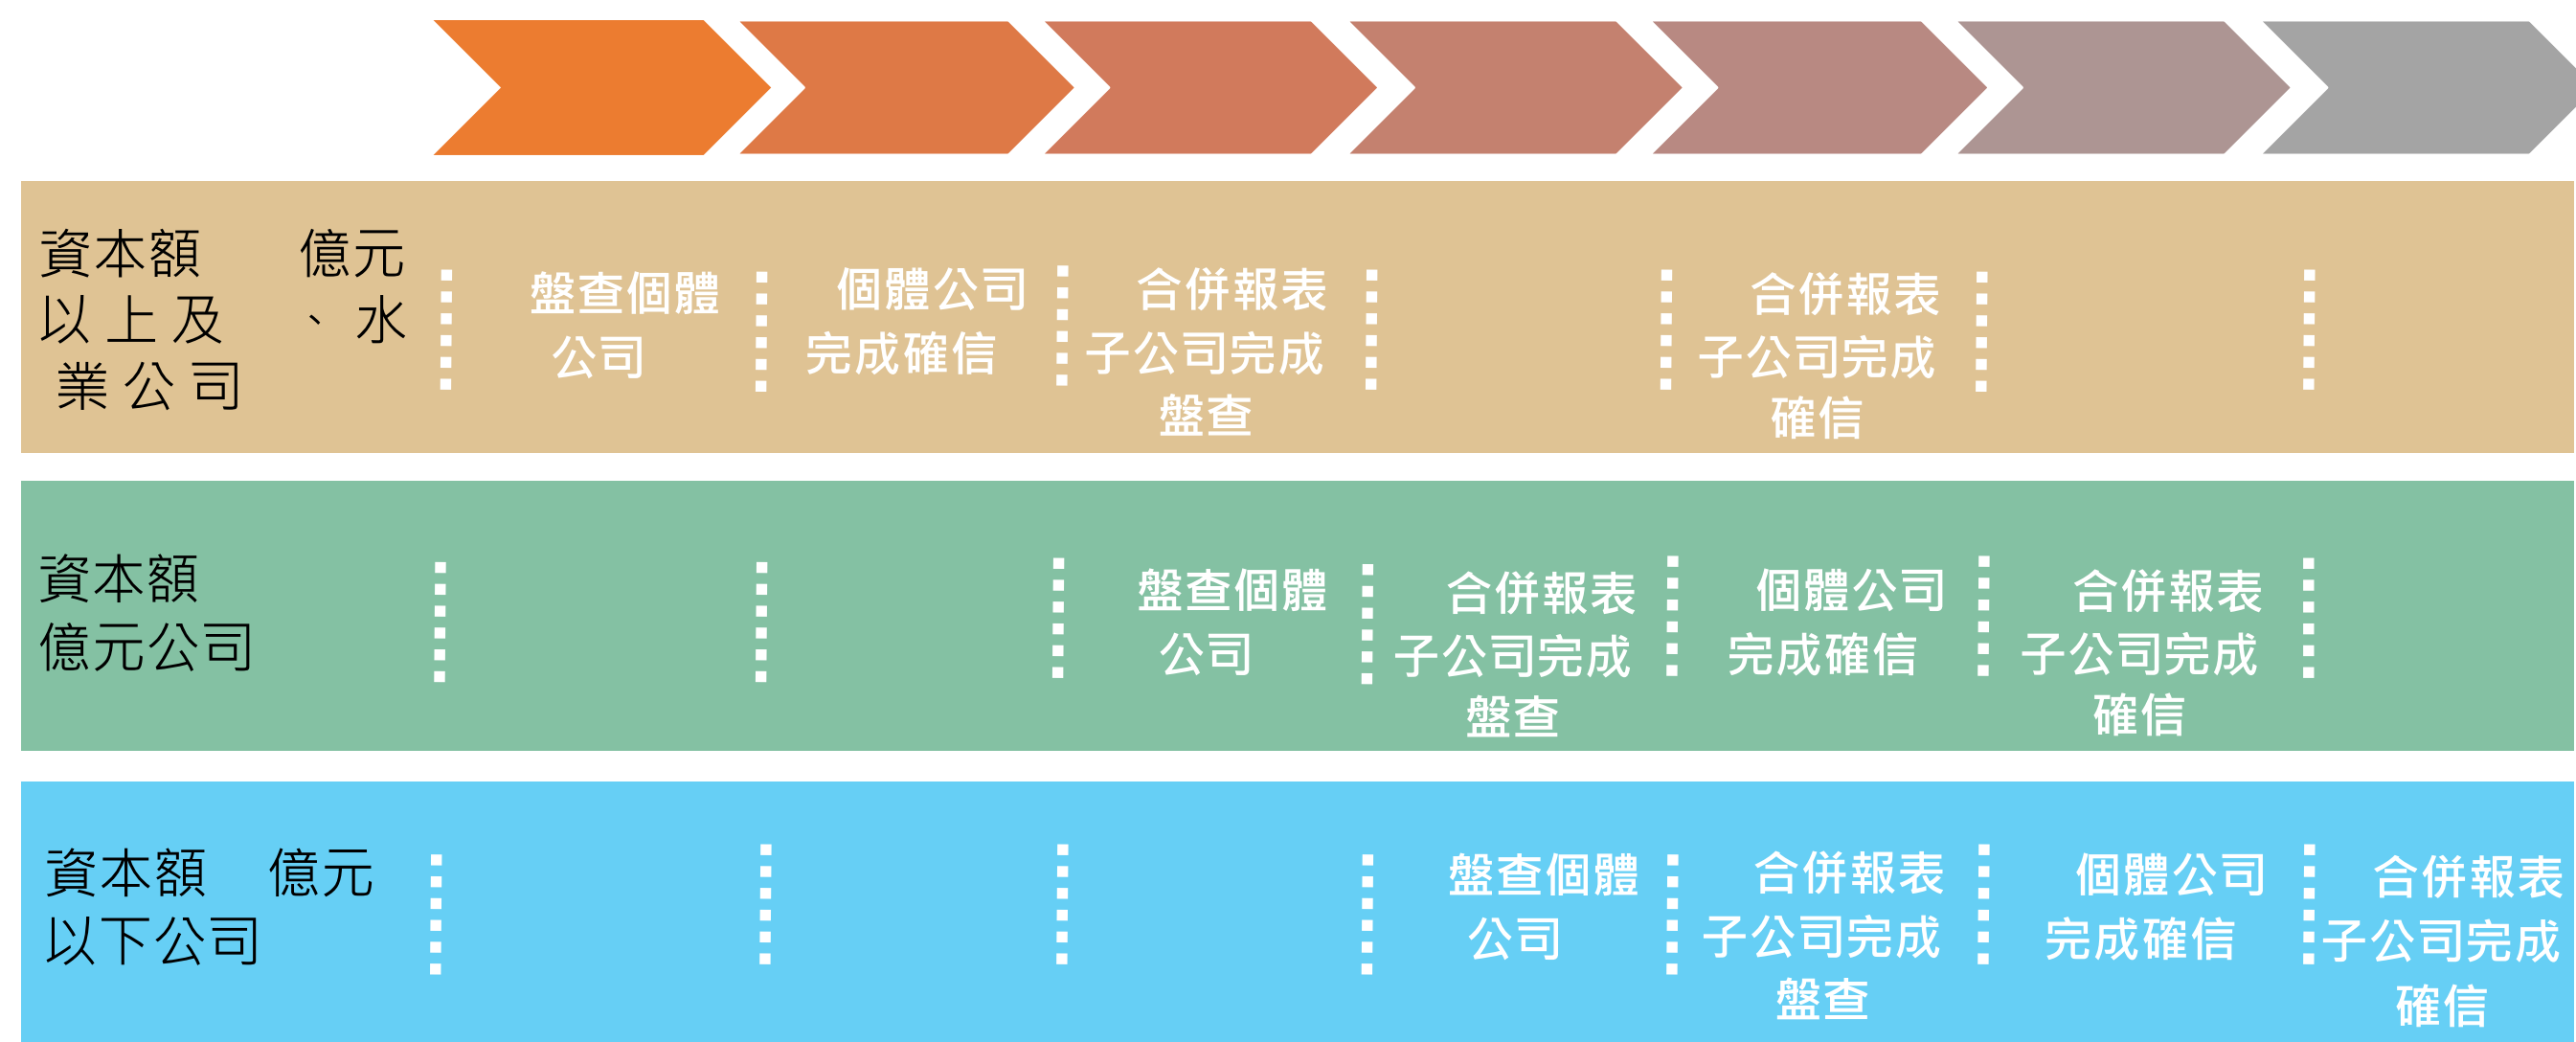 資本額 億元
以上及 、水
業公司
盤查個體
公司
個體公司
完成確信
合併報表
子公司完成
盤查
合併報表
子公司完成
確信
資本額
億元公司
盤查個體
公司
合併報表
子公司完成
盤查
個體公司
完成確信
合併報表
子公司完成
確信
資本額 億元
以下公司
盤查個體
公司
合併報表
子公司完成
盤查
個體公司
完成確信
合併報表
子公司完成
確信